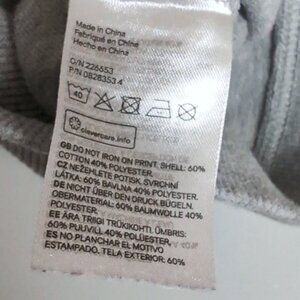 Made in China
Fabriqué en China
Hecho en China
O/N 226653
P/N 0828353.4
40
clevercare.info
GB DO NOT IRON ON PRINT, SHELL: 60%
COTTON 40% POLYESTER
CZ NEŽEHLETE POTISK. SVRCHNÍ
LÁTKA: 60% BAVLNA 40% POLYESTER
DE NICHT ÜBER DEN DRUCK BÜGELN.
OBERMATERIAL: 60% BAUMWOLLE 40%
POLYESTER
EE ÄRA TRIIGI TRÜKIKOHTI, ÜMBRIS:
60% PUUVILL 40% POLÜESTER
ES NO PLANCHAR EL MOTIVO
ESTAMPADO, TELA EXTERIOR: 60%